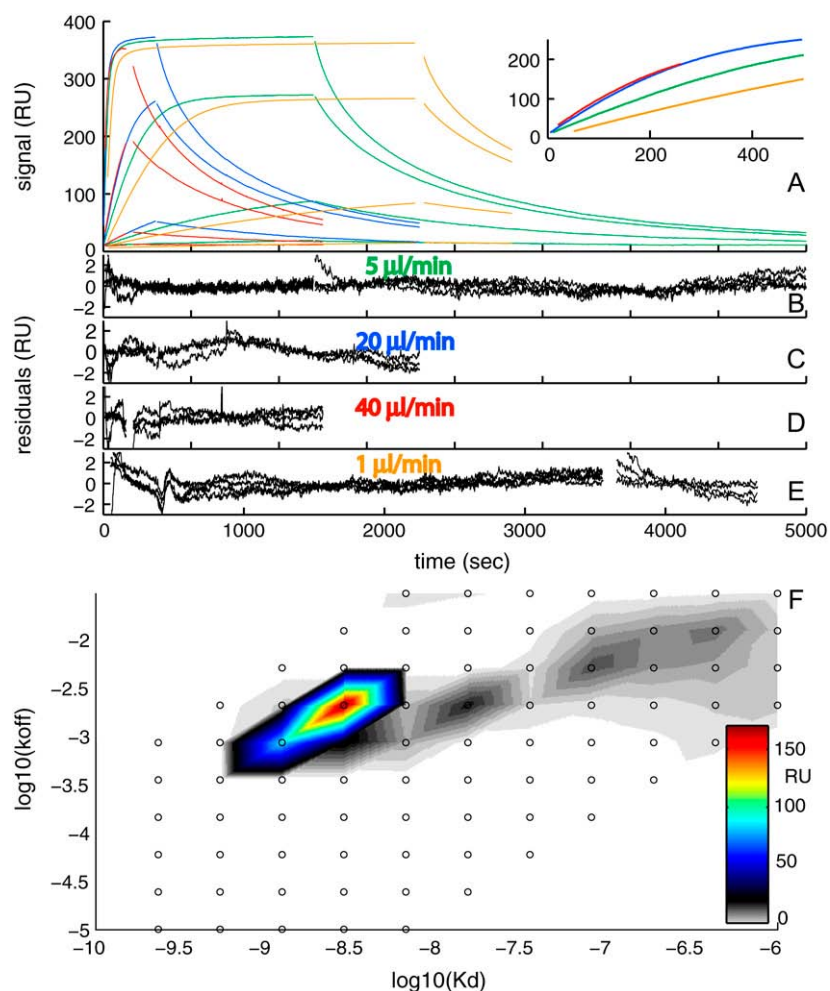 400
300
200
100
0
signal (RU)
200
100
0
0 200 400
A
2
0
-2
5 µl/min
B
2
0
-2
20 µl/min
C
2
0
-2
40 µl/min
D
2
0
-2
1 µl/min
E
residuals (RU)
0 1000 2000 3000 4000 5000
time (sec)
F
-2
-2.5
-3
-3.5
-4
-4.5
-5
log10(koff)
150
RU
100
50
0
-10 -9.5 -9 -8.5 -8 -7.5 -7 -6.5 -6
log10(Kd)